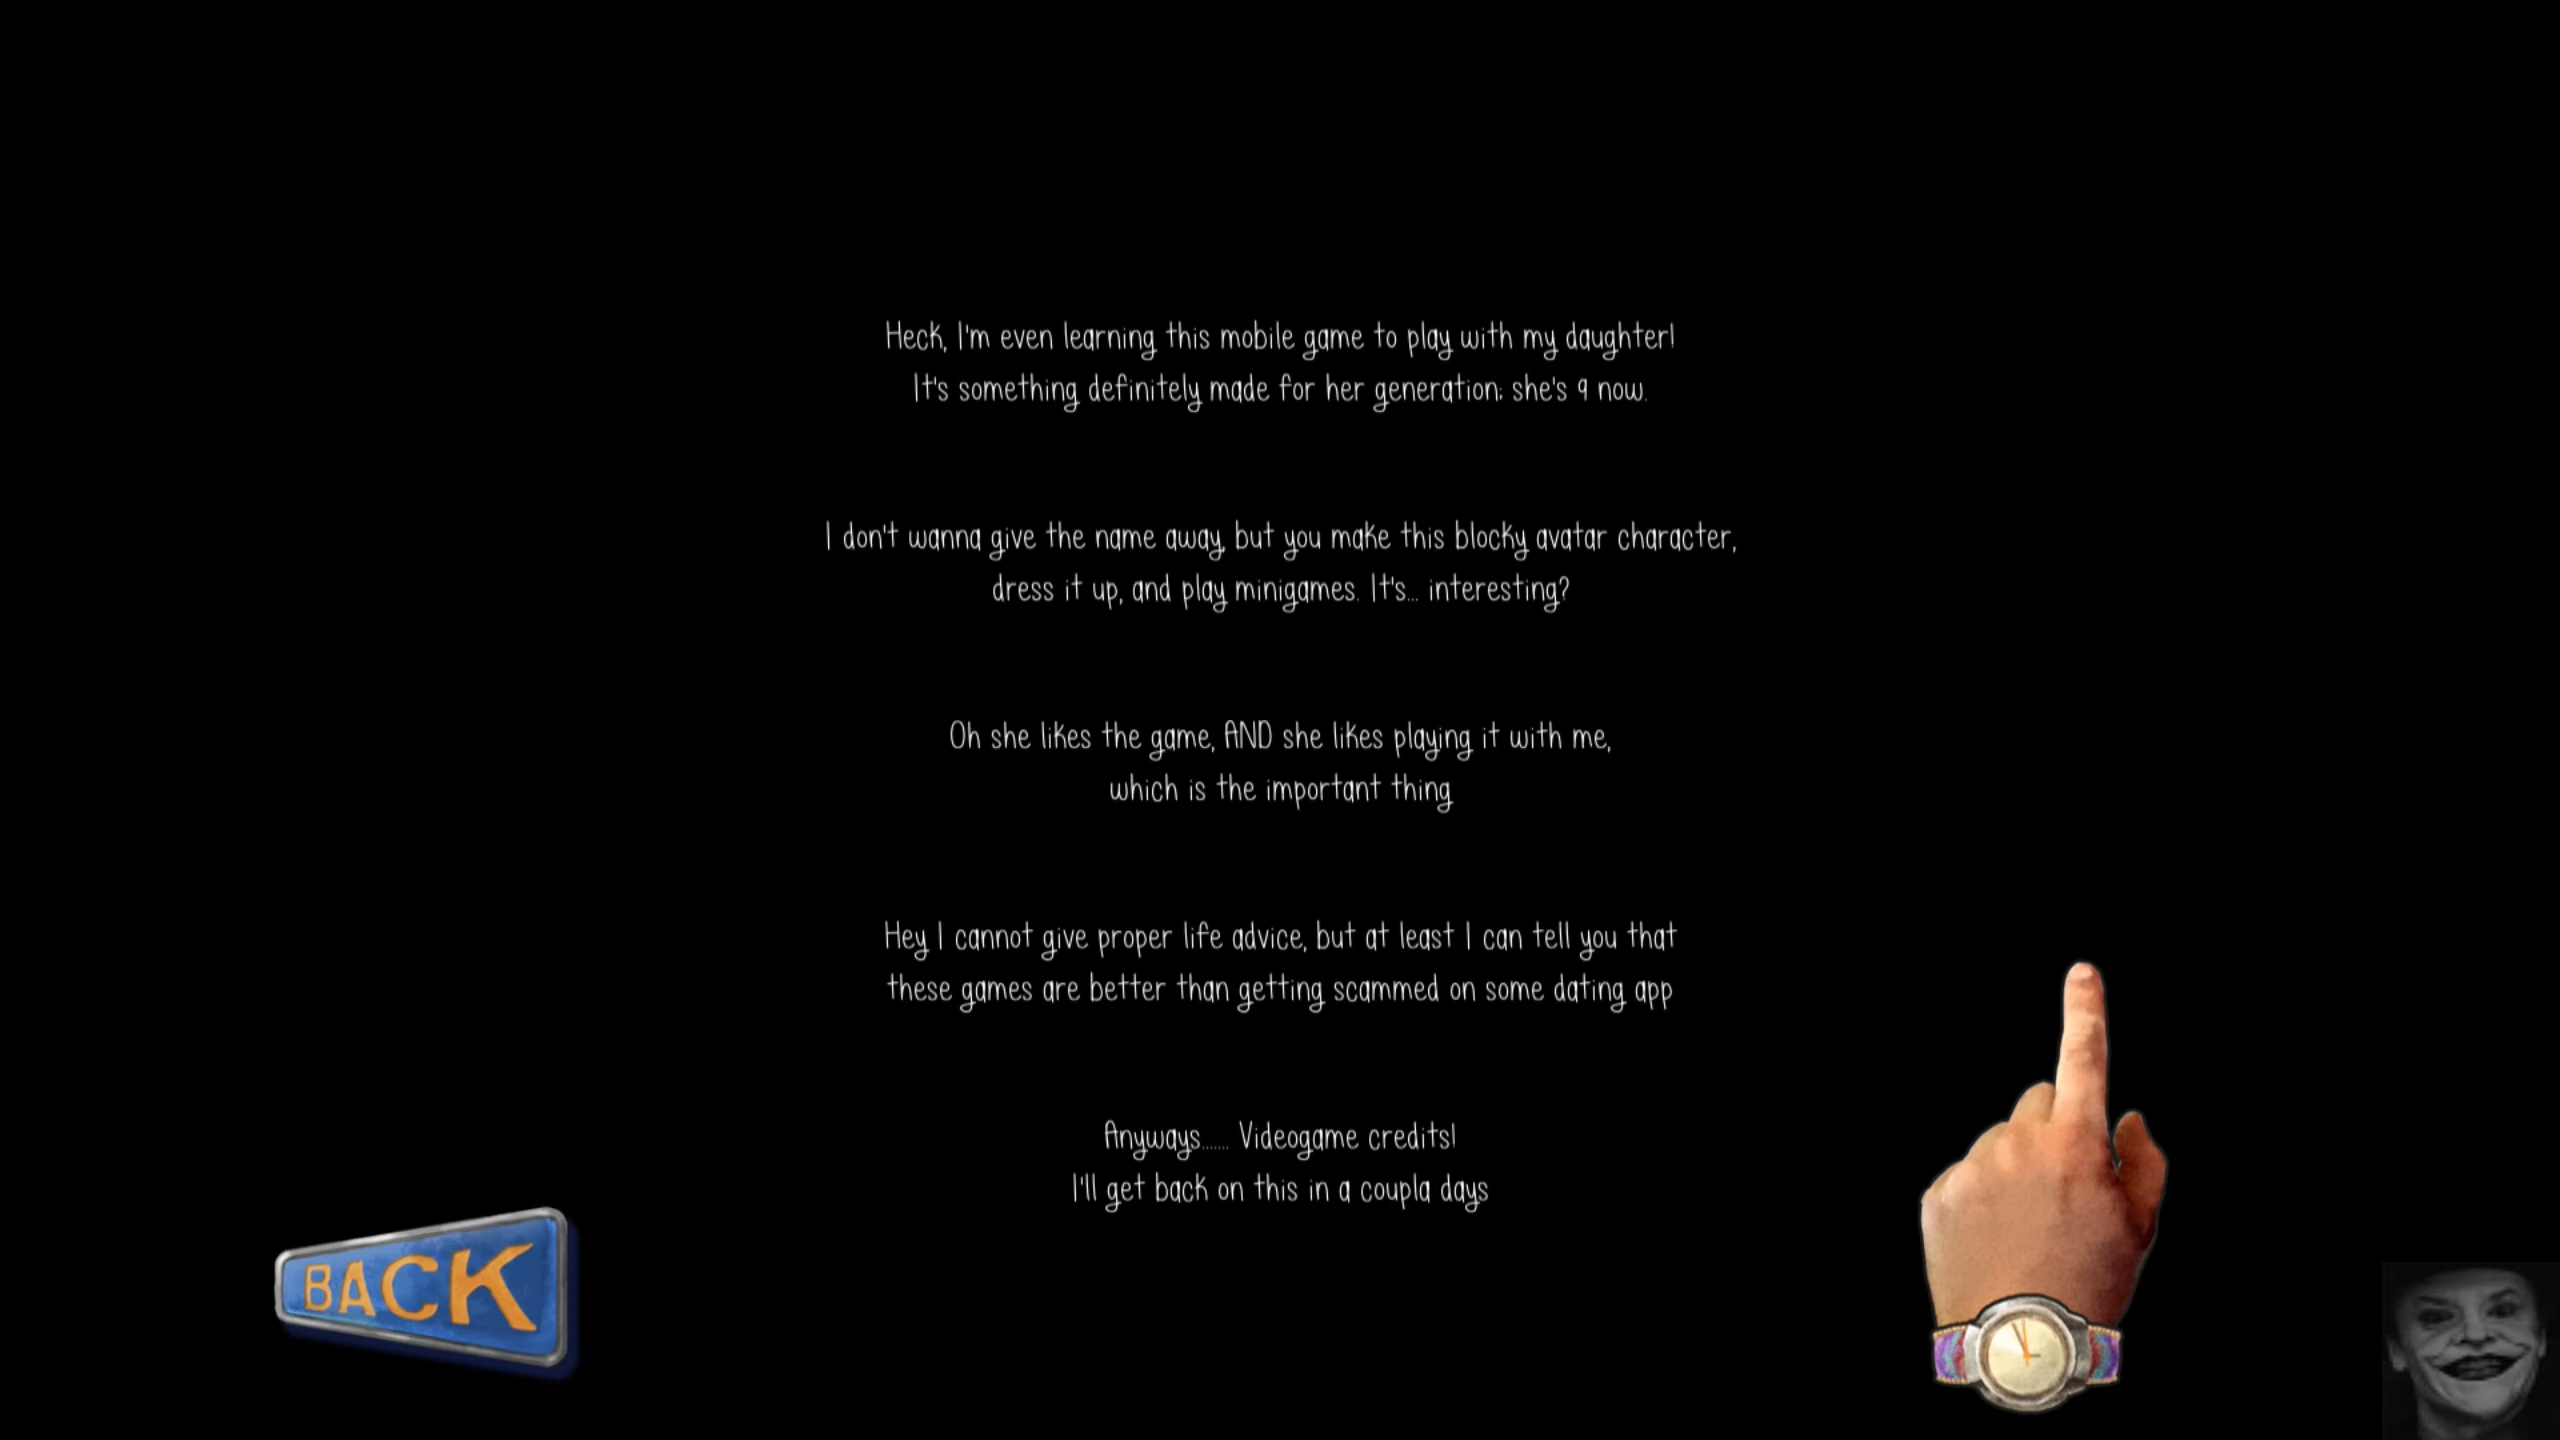 Heck, I'm even learning this mobile game to play with my daughter!
It's something definitely made for her generation; she's 9 now.
I don't wanna give the name away, but you make this blocky avatar character,
dress it up, and play minigames. It's... interesting?
Oh she likes the game, AND she likes playing it with me,
which is the important thing
Hey I cannot give proper life advice, but at least I can tell you that
these games are better than getting scammed on some dating app
Anyways...... Videogame credits!
I'll get back on this in a coupla days
BACK